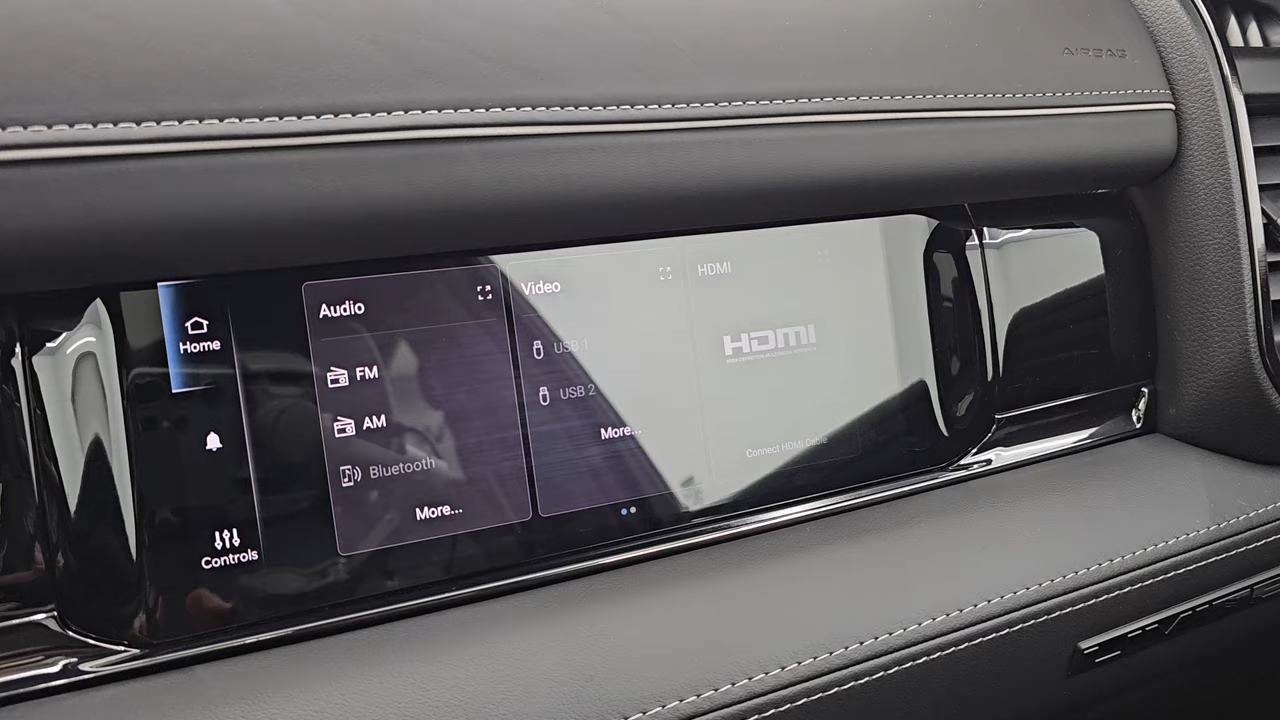 AIRBAG
Home
Controls
Audio
FM
AM
Bluetooth
More...
Video
USB 1
USB 2
More...
HDMI
HDMI
HIGH-DEFINITION MULTIMEDIA INTERFACE
Connect HDMI Cable